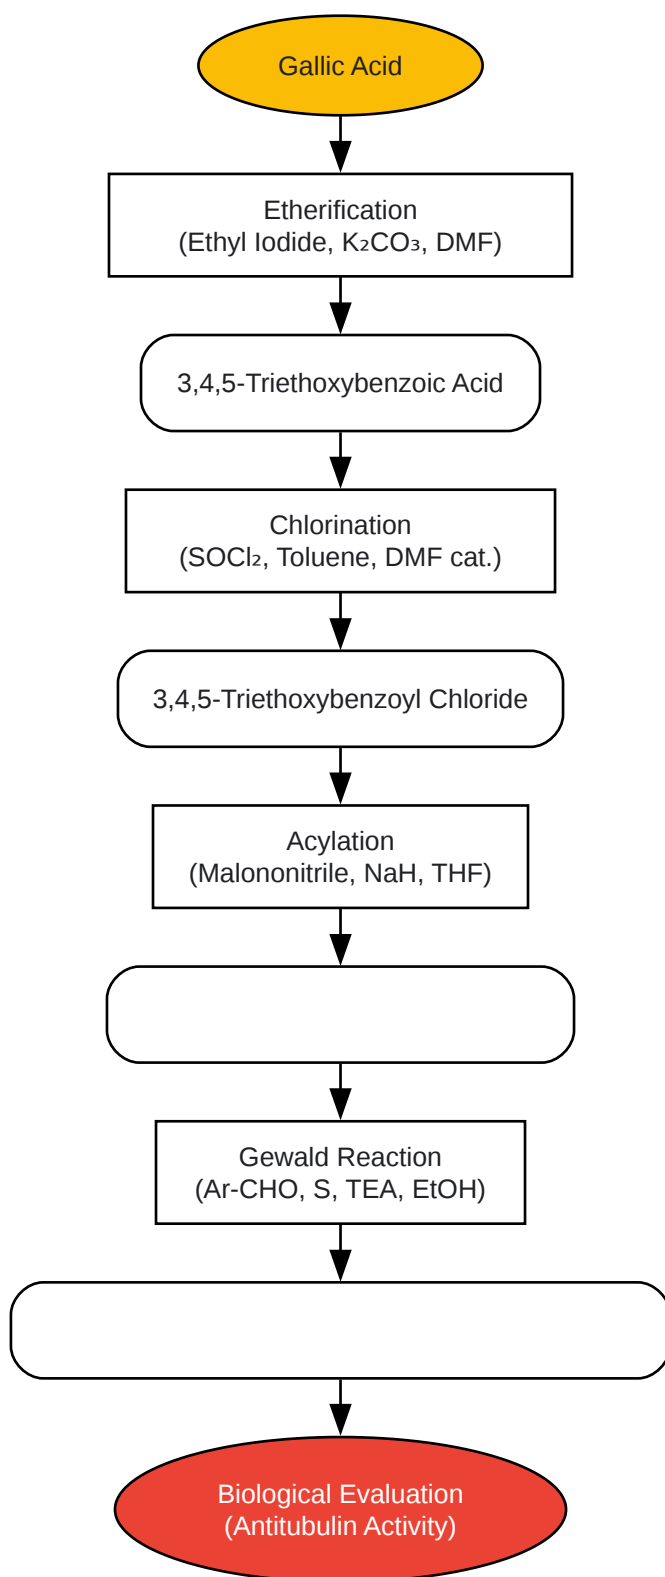 Gallic Acid
Etherification
(Ethyl Iodide, K₂CO₃, DMF)
3,4,5-Triethoxybenzoic Acid
Chlorination
(SOCl₂, Toluene, DMF cat.)
3,4,5-Triethoxybenzoyl Chloride
Acylation
(Malononitrile, NaH, THF)
Gewald Reaction
(Ar-CHO, S, TEA, EtOH)
Biological Evaluation
(Antitubulin Activity)